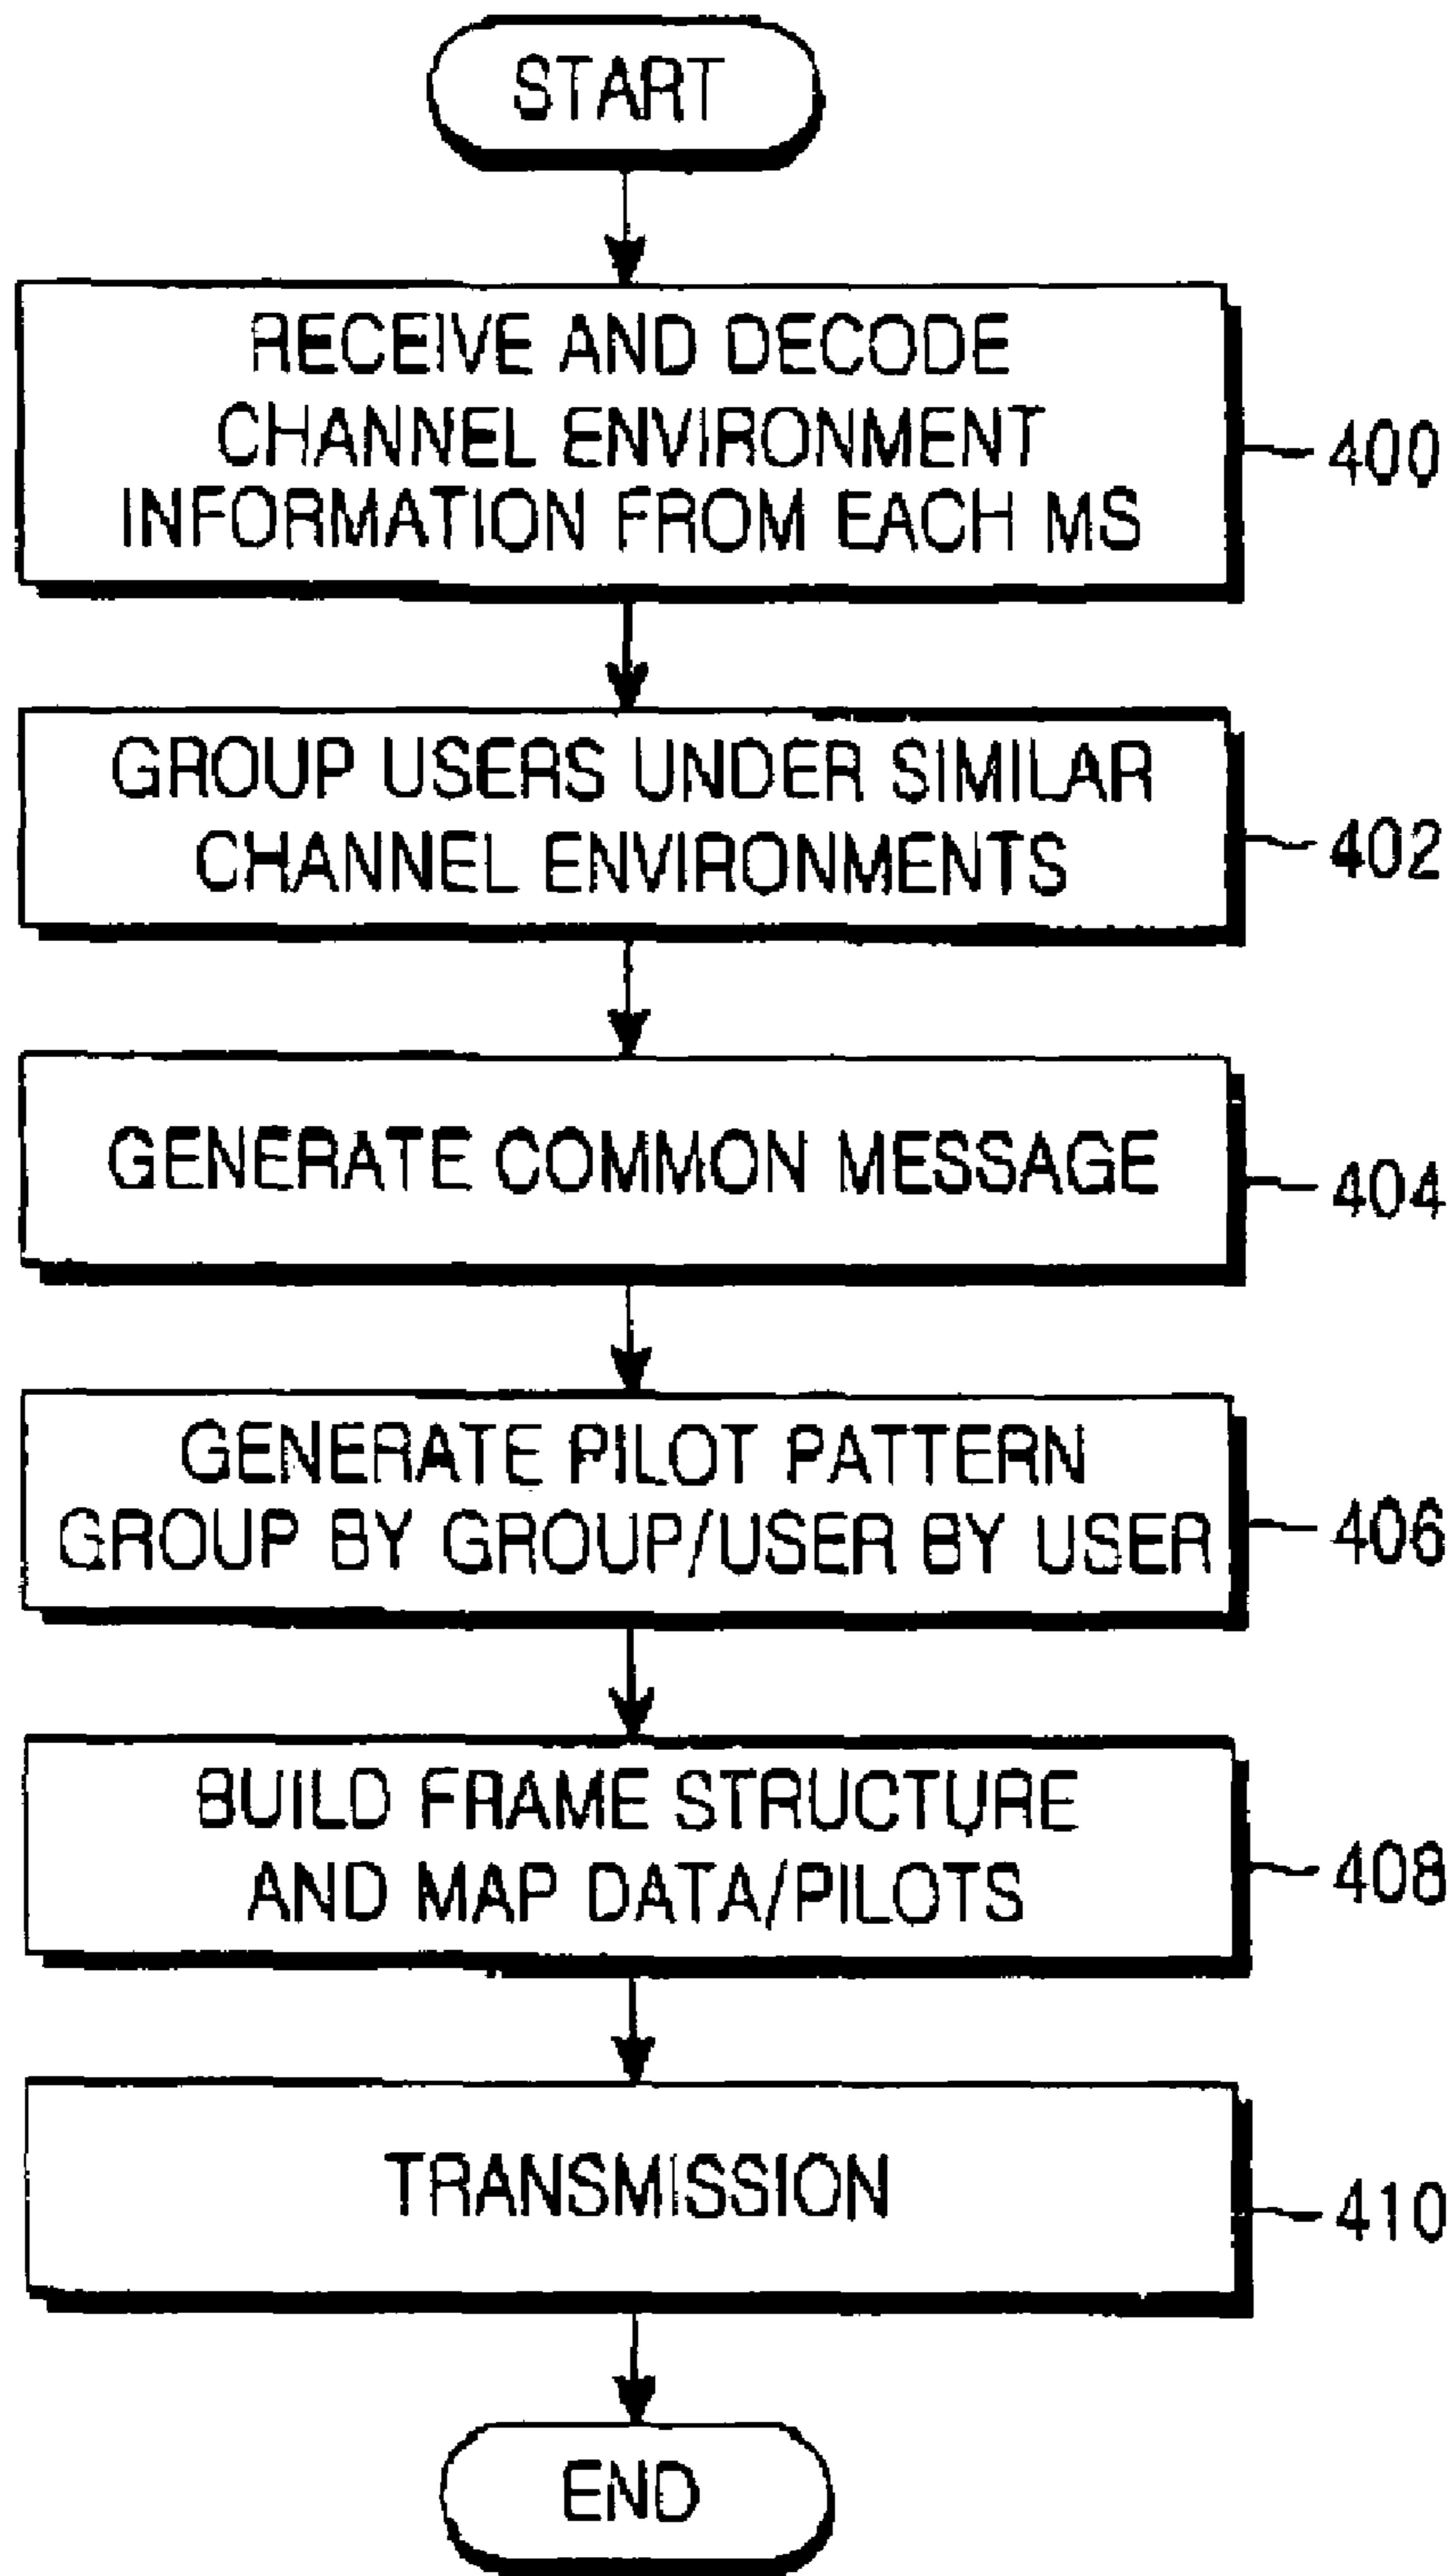 START
RECEIVE AND DECODE
CHANNEL ENVIRONMENT
INFORMATION FROM EACH MS
400
GROUP USERS UNDER SIMILAR
CHANNEL ENVIRONMENTS
402
GENERATE COMMON MESSAGE
404
GENERATE PILOT PATTERN
GROUP BY GROUP/USER BY USER
406
BUILD FRAME STRUCTURE
AND MAP DATA/PILOTS
408
TRANSMISSION
410
END